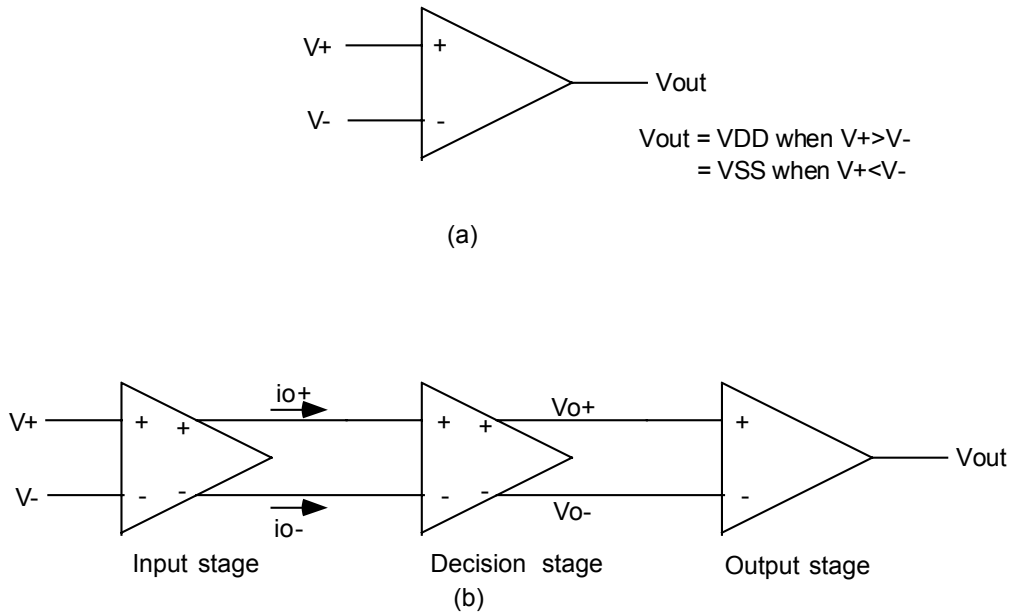 V+
+
Vout
V-
-
Vout = VDD when V+>V-
= VSS when V+<V-
(a)
io+
Vo+
V+
+
+
+
+
+
Vout
V-
-
-
-
-
-
io-
Vo-
Input stage
Decision stage
Output stage
(b)